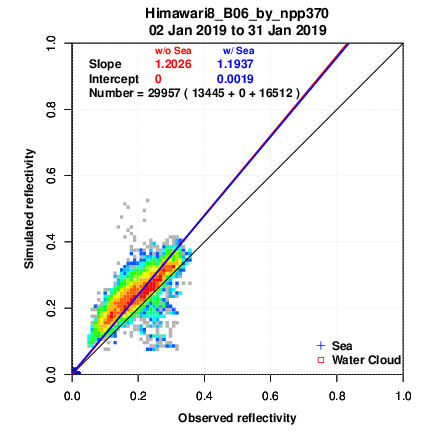 Himawari8_B06_by_npp370
02 Jan 2019 to 31 Jan 2019
w/o Sea w/ Sea
Slope 1.2026 1.1937
Intercept 0 0.0019
Number = 29957 ( 13445 + 0 + 16512 )
Simulated reflectivity
1.0
0.8
0.6
0.4
0.2
0.0
Sea
Water Cloud
0.0 0.2 0.4 0.6 0.8 1.0
Observed reflectivity